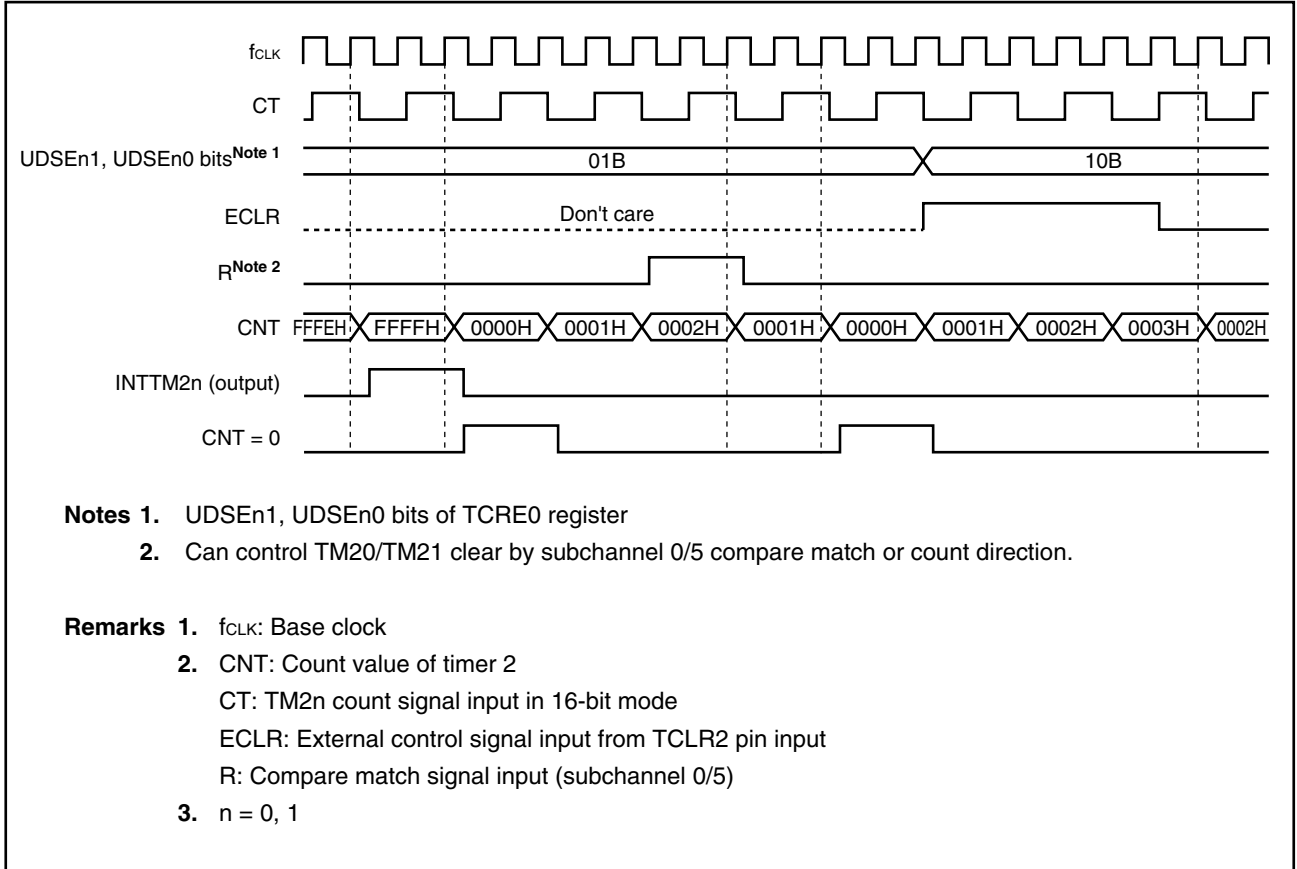 fCLK
CT
UDSEn1, UDSEn0 bitsNote 1 01B 10B
ECLR Don't care
RNote 2
CNT FFFEH FFFFH 0000H 0001H 0002H 0001H 0000H 0001H 0002H 0003H 0002H
INTTM2n (output)
CNT = 0
Notes 1. UDSEn1, UDSEn0 bits of TCRE0 register
2. Can control TM20/TM21 clear by subchannel 0/5 compare match or count direction.
Remarks 1. fCLK: Base clock
2. CNT: Count value of timer 2
CT: TM2n count signal input in 16-bit mode
ECLR: External control signal input from TCLR2 pin input
R: Compare match signal input (subchannel 0/5)
3. n = 0, 1